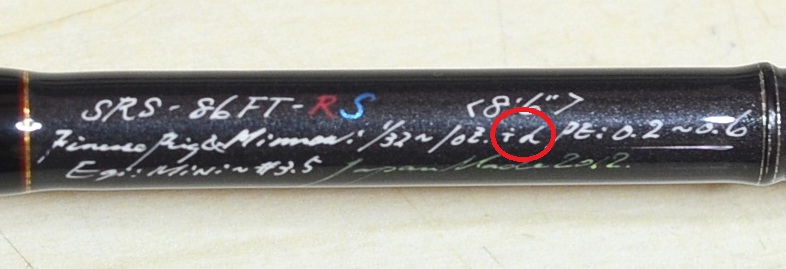 SRS-86FT-RS <8'6">
Finesse Rig&Minnow: 1/32~1oz.+α PE:0.2~0.6
Egi:Mini~#3.5 Japan Made 2012.